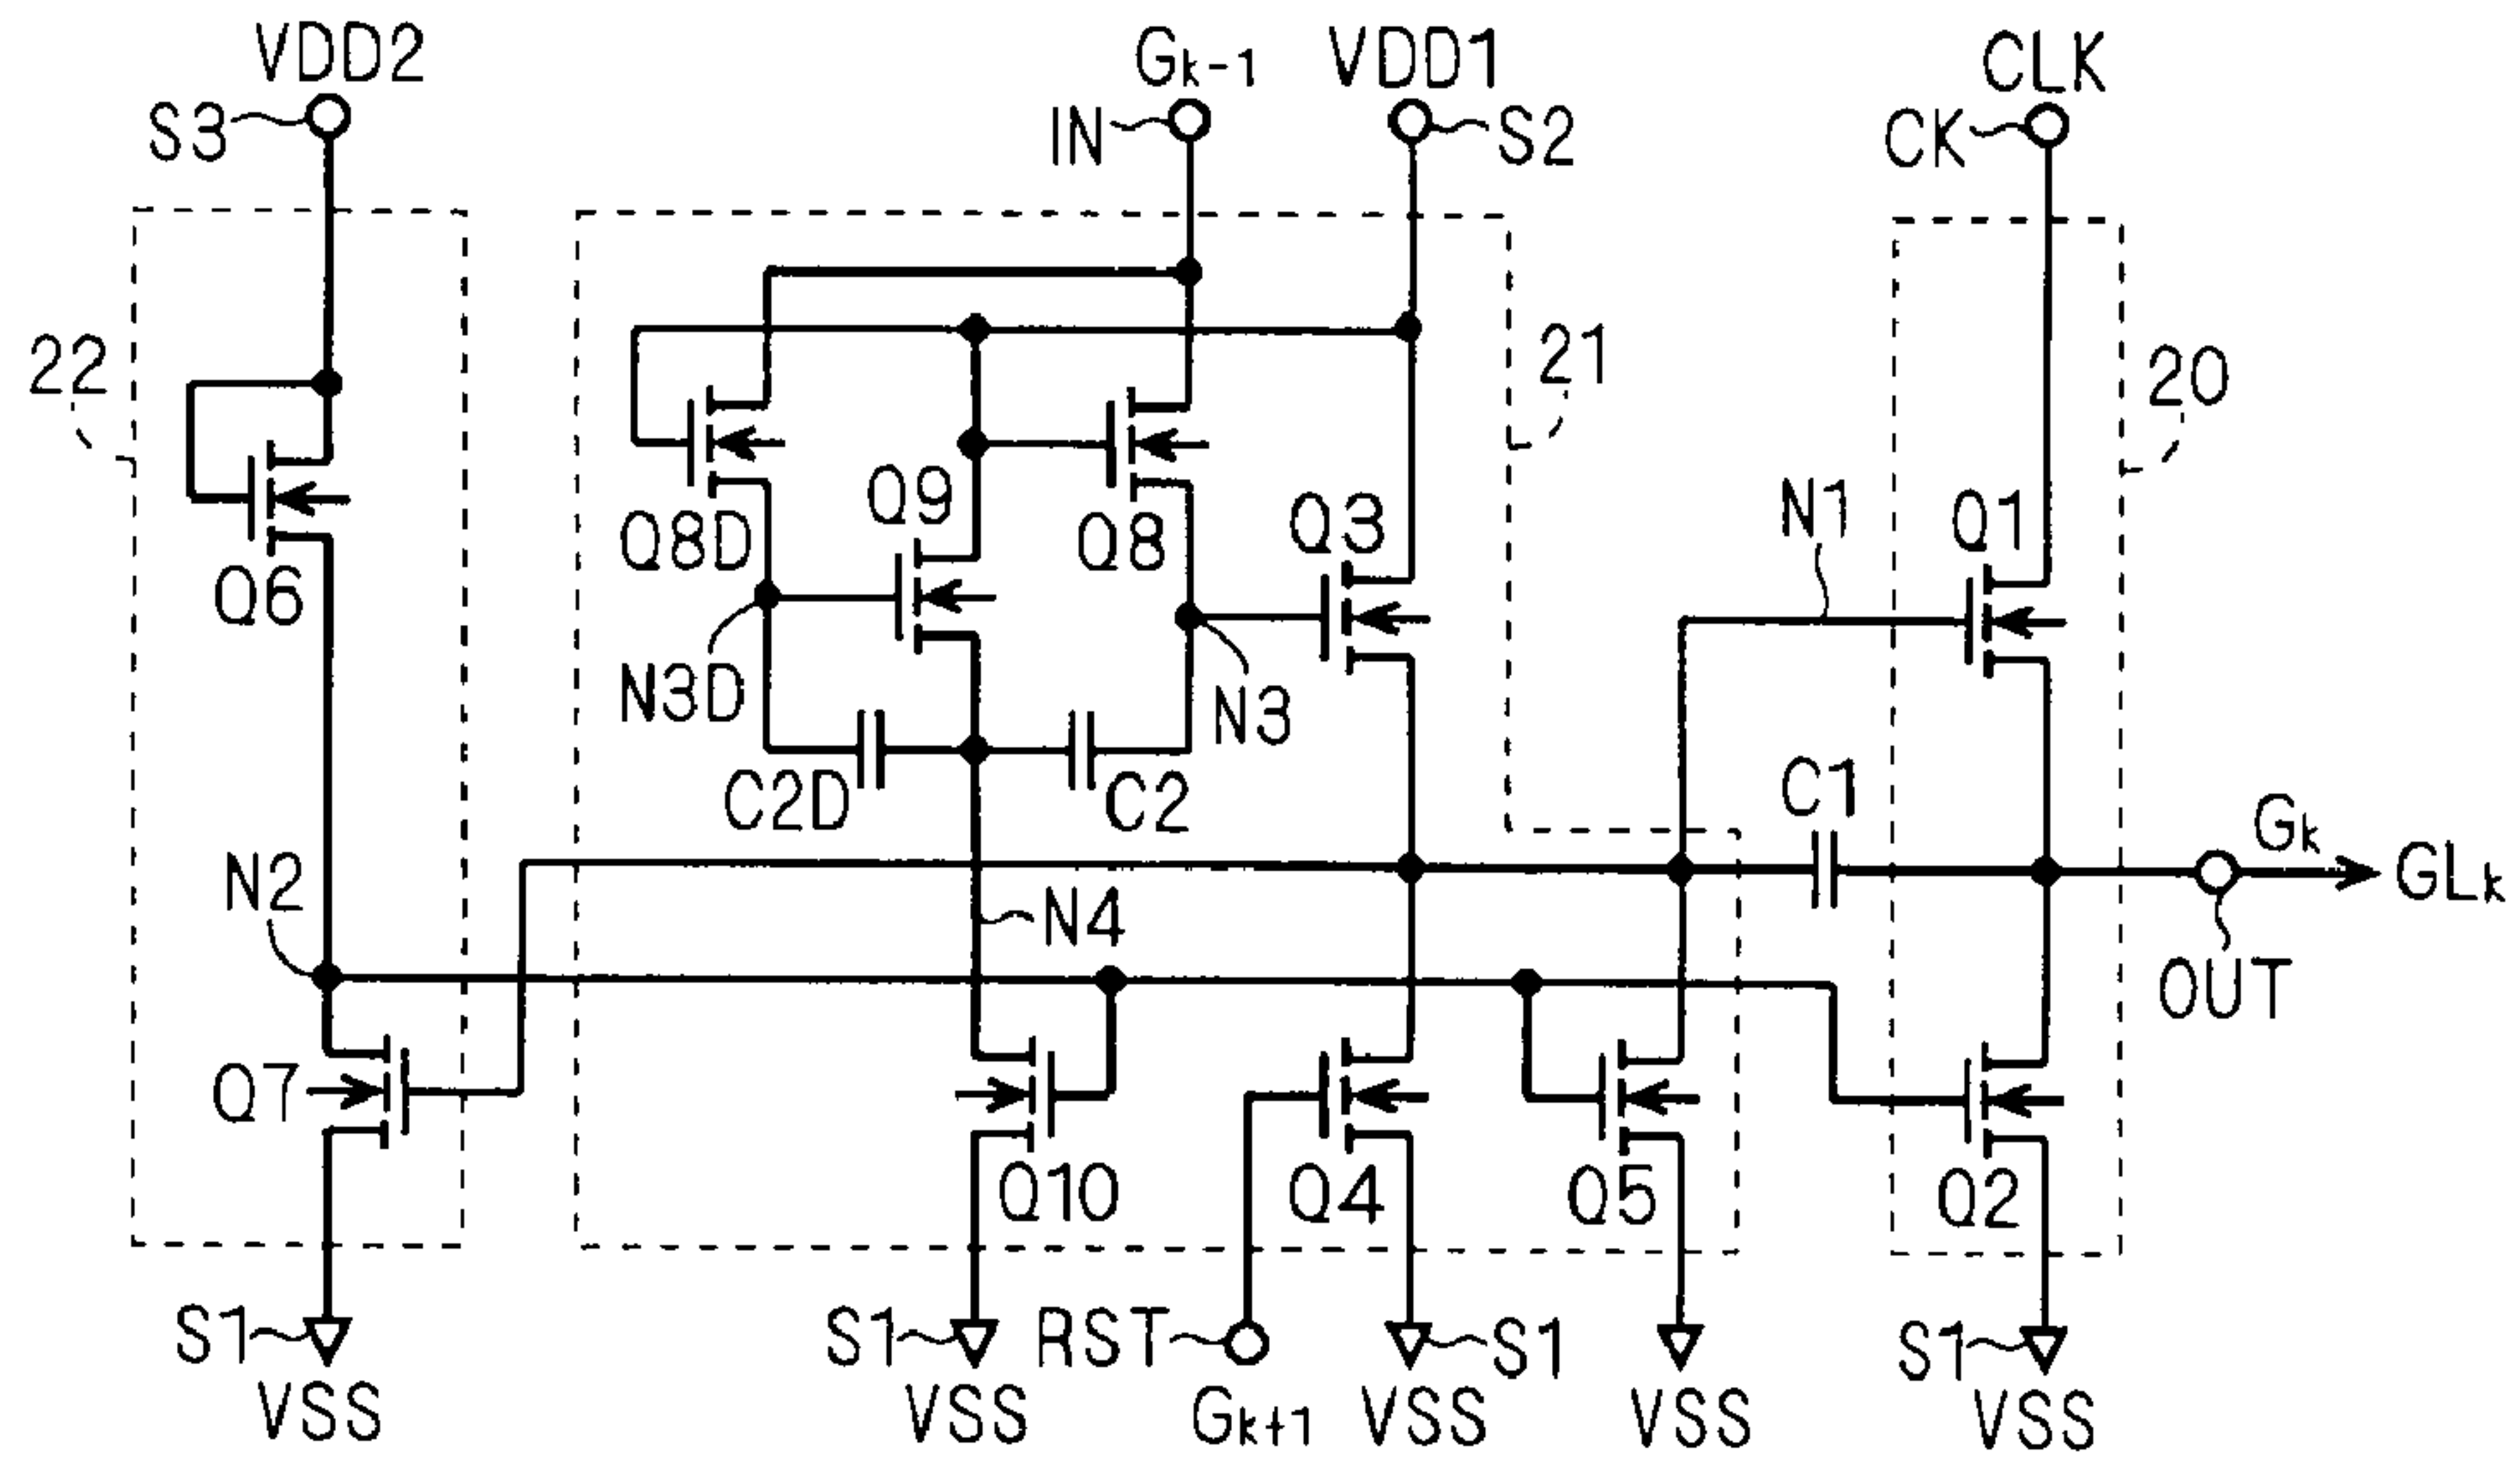 VDD2
Gk-1
VDD1
CLK
S3
IN
S2
CK
22
21
20
Q8D
Q9
Q8
Q3
N1
Q1
Q6
N3D
N3
C2D
C2
C1
Gk
GLk
N2
N4
OUT
Q7
Q10
Q4
Q5
Q2
S1
S1
RST
S1
S1
VSS
VSS
Gk+1
VSS
VSS
VSS